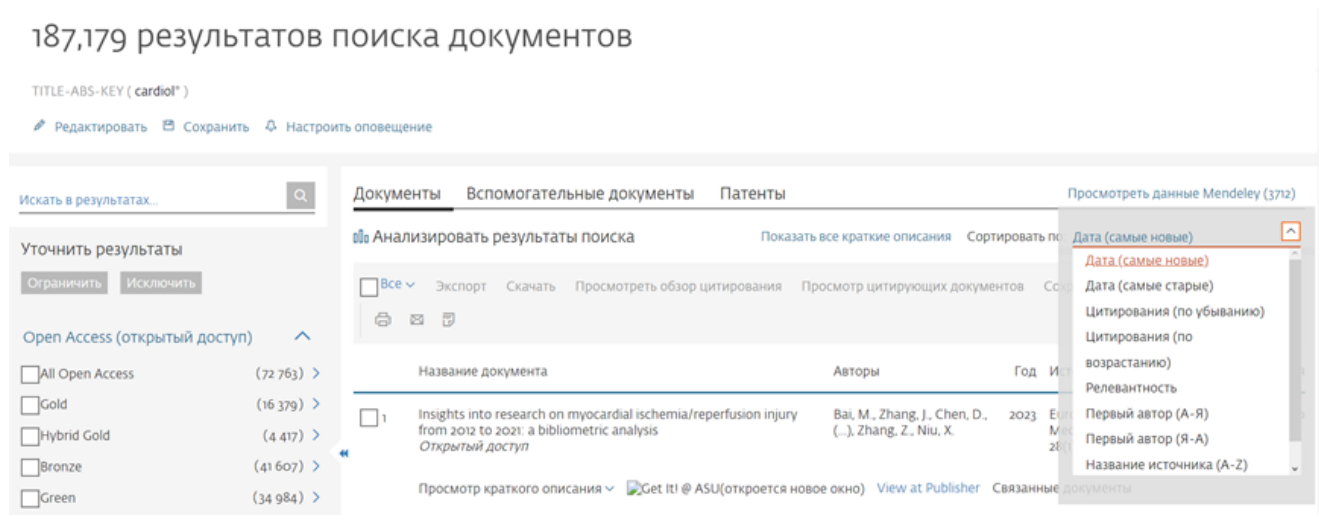 187,179 результатов поиска документов
TITLE-ABS-KEY ( cardiol* )
Редактировать Сохранить Настроить оповещение
Искать в результатах...
Уточнить результаты
Ограничить Исключить
Open Access (открытый доступ)
All Open Access (72 763)
Gold (16 379)
Hybrid Gold (4 417)
Bronze (41 607)
Green (34 984)
Документы Вспомогательные документы Патенты
Просмотреть данные Mendeley (3712)
Анализировать результаты поиска Показать все краткие описания Сортировать по
Дата (самые новые)
Дата (самые новые)
Дата (самые старые)
Цитирования (по убыванию)
Цитирования (по
возрастанию)
Релевантность
Первый автор (А-Я)
Первый автор (Я-А)
Название источника (A-Z)
Все Экспорт Скачать Просмотреть обзор цитирования Просмотр цитирующих документов
Название документа Авторы Год
1 Insights into research on myocardial ischemia/reperfusion injury Bai, M., Zhang, J., Chen, D., 2023
from 2012 to 2021: a bibliometric analysis (...), Zhang, Z., Niu, X.
Открытый доступ
Просмотр краткого описания Get It! @ ASU(откроется новое окно) View at Publisher Связанные документы